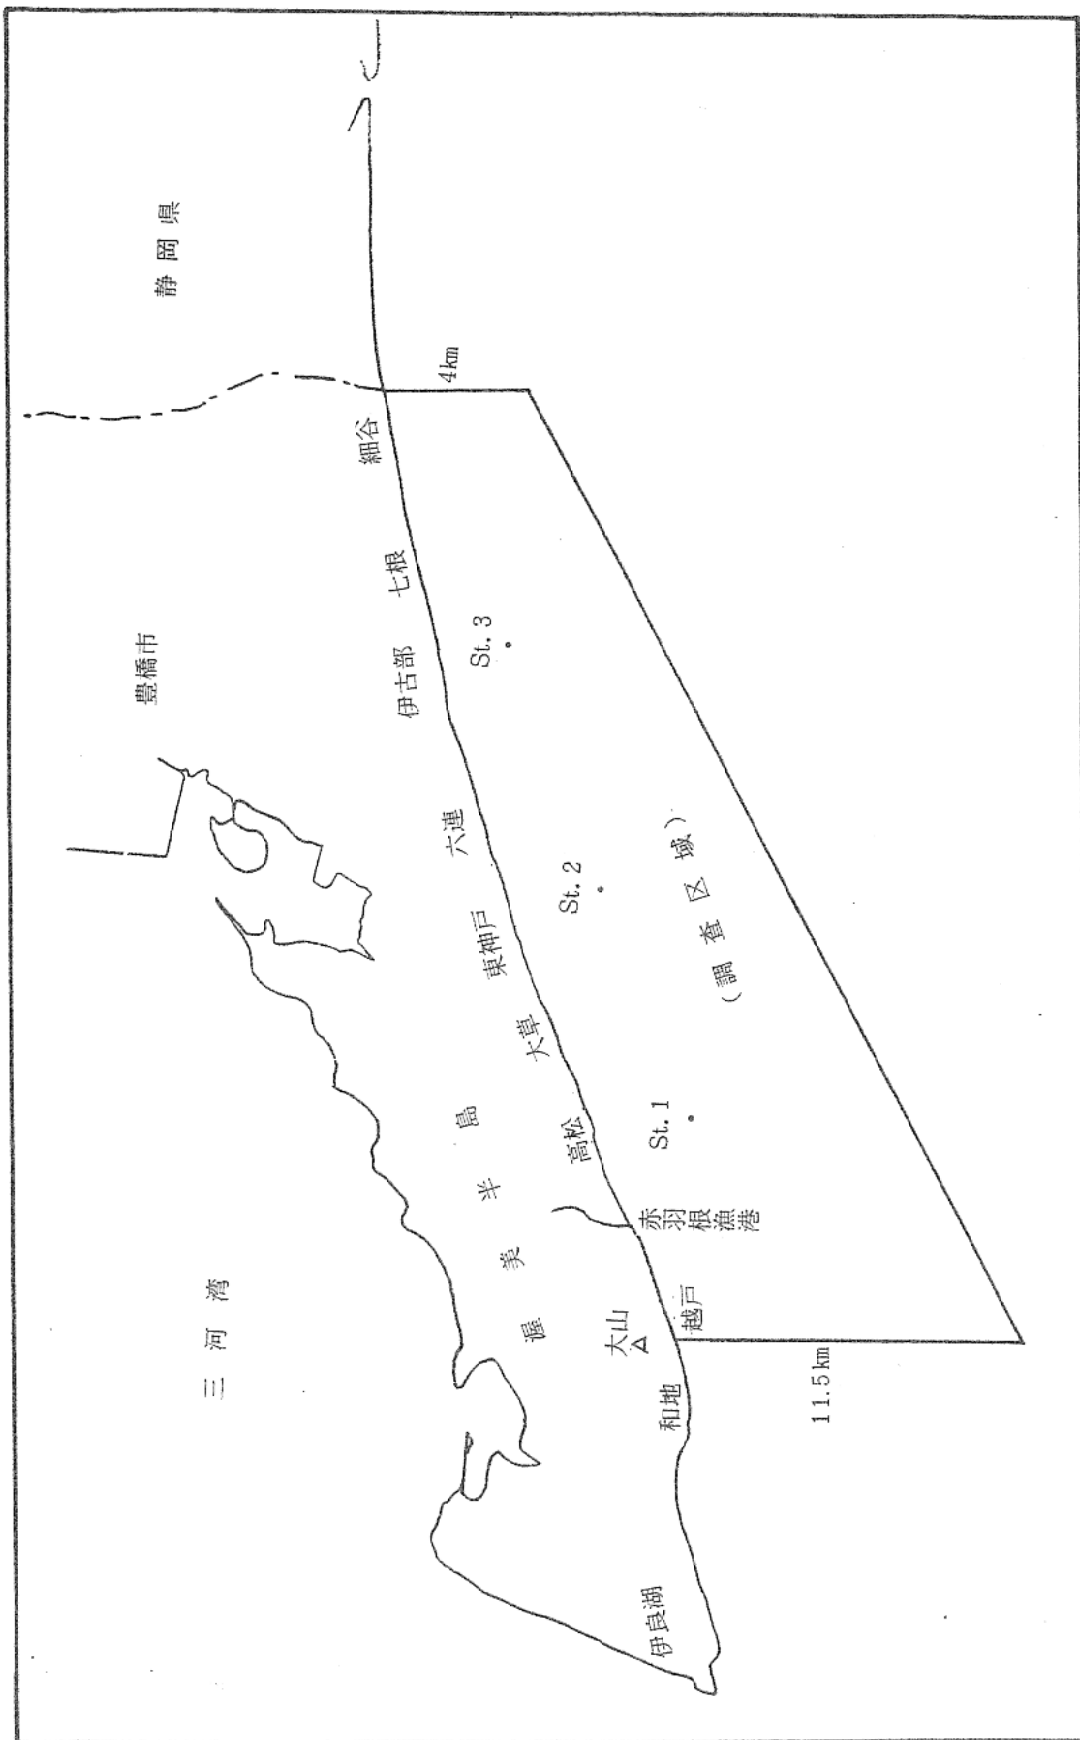 静岡県
豊橋市
三河湾
渥美半島
細谷
七根
伊古部
六連
東神戸
大草
高松
赤羽根漁港
越戸
大山
和地
伊良湖
4km
11.5km
St.3
St.2
St.1
(調査区域)